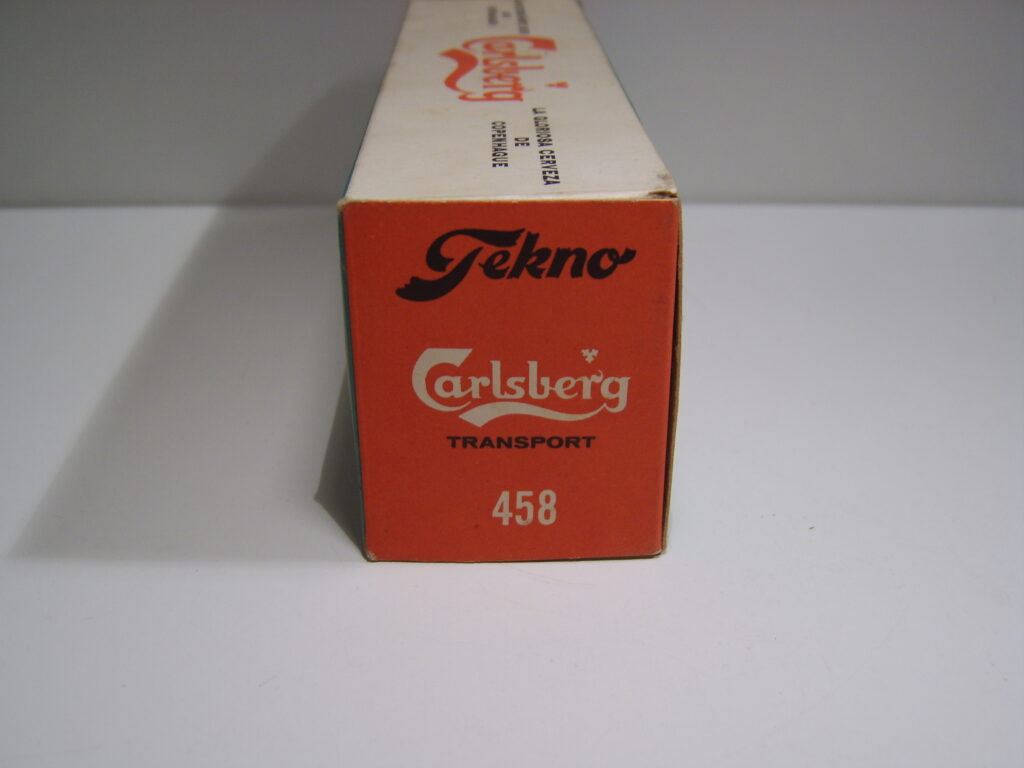 Carlsberg
LA GLORIOSA CERVEZA
DE
COPENHAGUE
Tekno
Carlsberg
TRANSPORT
458